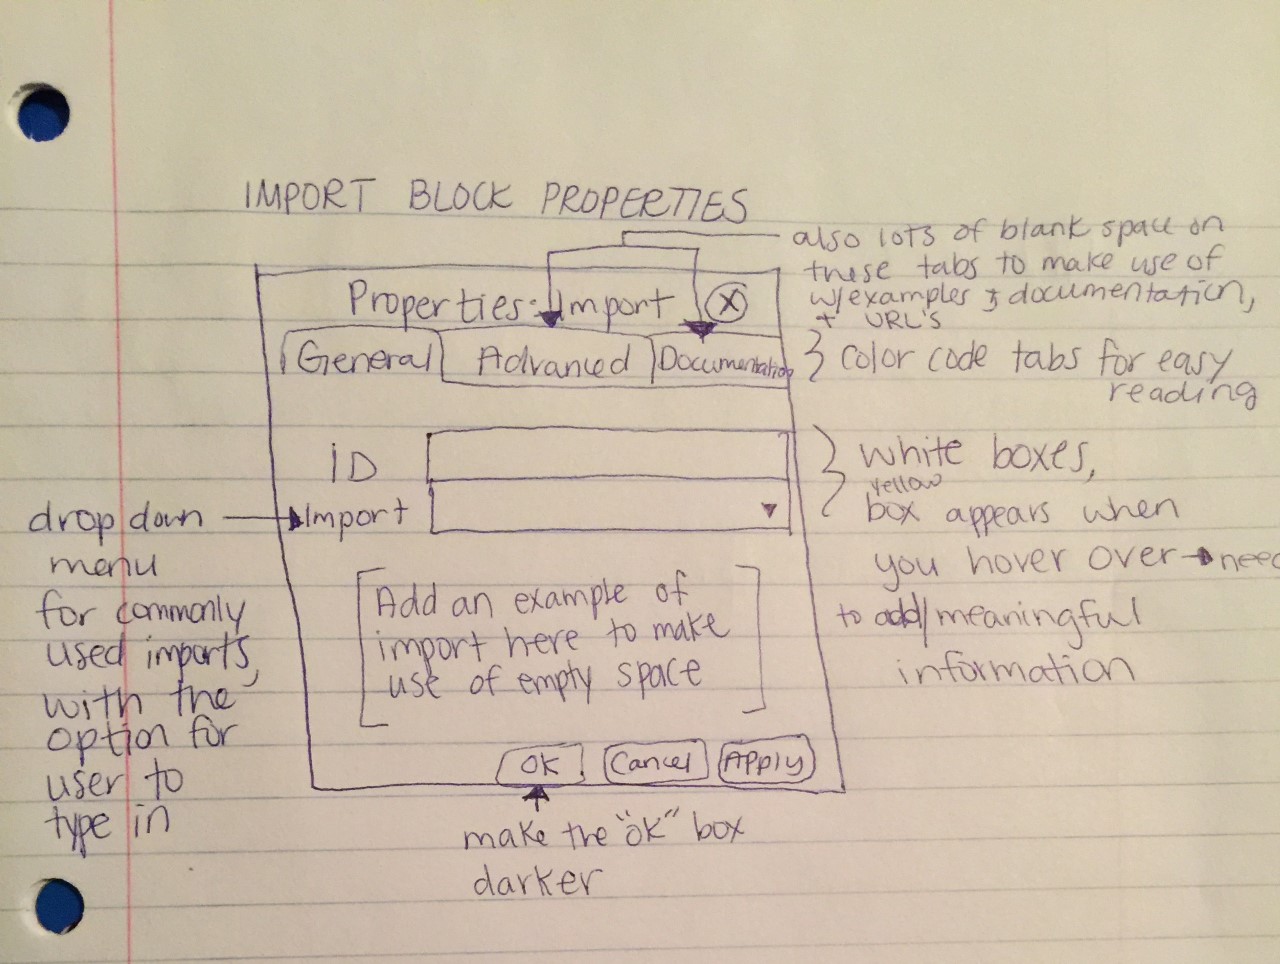 IMPORT BLOCK PROPERTIES
also lots of blank space on
these tabs to make use of
w/examples & documentation,
+ URL's
Properties: Import X
General Advanced Documentation
color code tabs for easy
reading
ID
Import
white boxes,
yellow
box appears when
you hover over → need
to add/meaningful
information
drop down
menu
for commonly
used imports,
with the
option for
user to
type in
Add an example of
import here to make
use of empty space
OK Cancel Apply
make the "OK" box
darker